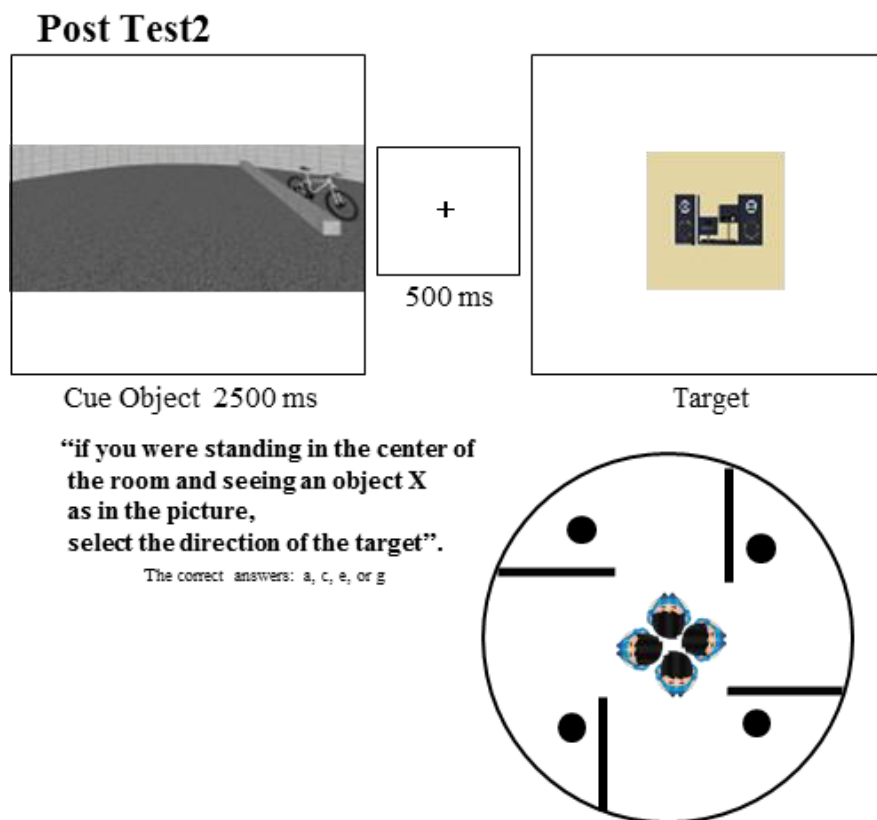 Post Test2
+
500 ms
Cue Object 2500 ms
Target
“if you were standing in the center of
the room and seeing an object X
as in the picture,
select the direction of the target”.
The correct answers: a, c, e, or g